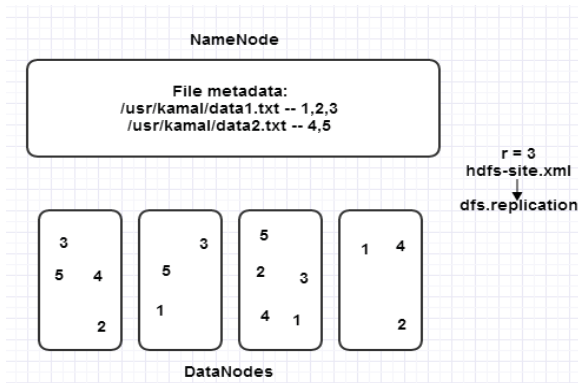 NameNode
File metadata:
/usr/kamal/data1.txt -- 1,2,3
/usr/kamal/data2.txt -- 4,5
r = 3
hdfs-site.xml
dfs.replication
3
5 4
2
3
5
1
5
2 3
4 1
1 4
2
DataNodes